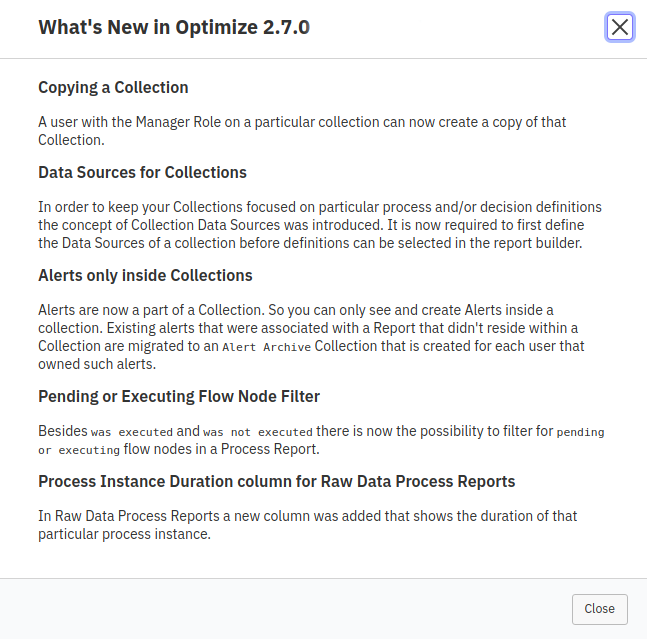 What's New in Optimize 2.7.0
Copying a Collection
A user with the Manager Role on a particular collection can now create a copy of that
Collection.
Data Sources for Collections
In order to keep your Collections focused on particular process and/or decision definitions
the concept of Collection Data Sources was introduced. It is now required to first define
the Data Sources of a collection before definitions can be selected in the report builder.
Alerts only inside Collections
Alerts are now a part of a Collection. So you can only see and create Alerts inside a
collection. Existing alerts that were associated with a Report that didn't reside within a
Collection are migrated to an Alert Archive Collection that is created for each user that
owned such alerts.
Pending or Executing Flow Node Filter
Besides was executed and was not executed there is now the possibility to filter for pending
or executing flow nodes in a Process Report.
Process Instance Duration column for Raw Data Process Reports
In Raw Data Process Reports a new column was added that shows the duration of that
particular process instance.
Close